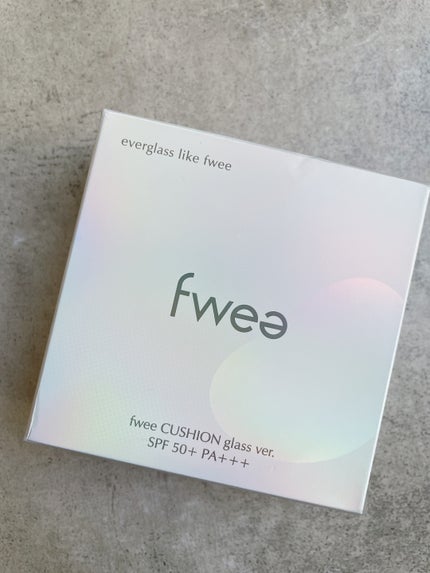 everglass like fwee
fwee
fwee CUSHION glass ver.
SPF 50+ PA+++